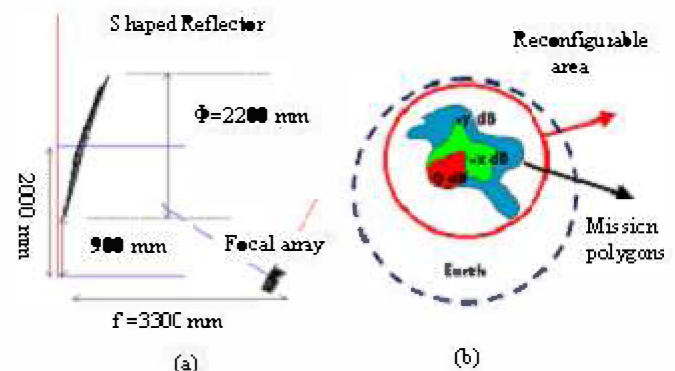 Shaped Reflector
Φ=2200 mm
2000 mm
900 mm
Focal array
f=3300 mm
(a)
Reconfigurable
area
-y dB
-x dB
0 dB
Earth
Mission
polygons
(b)